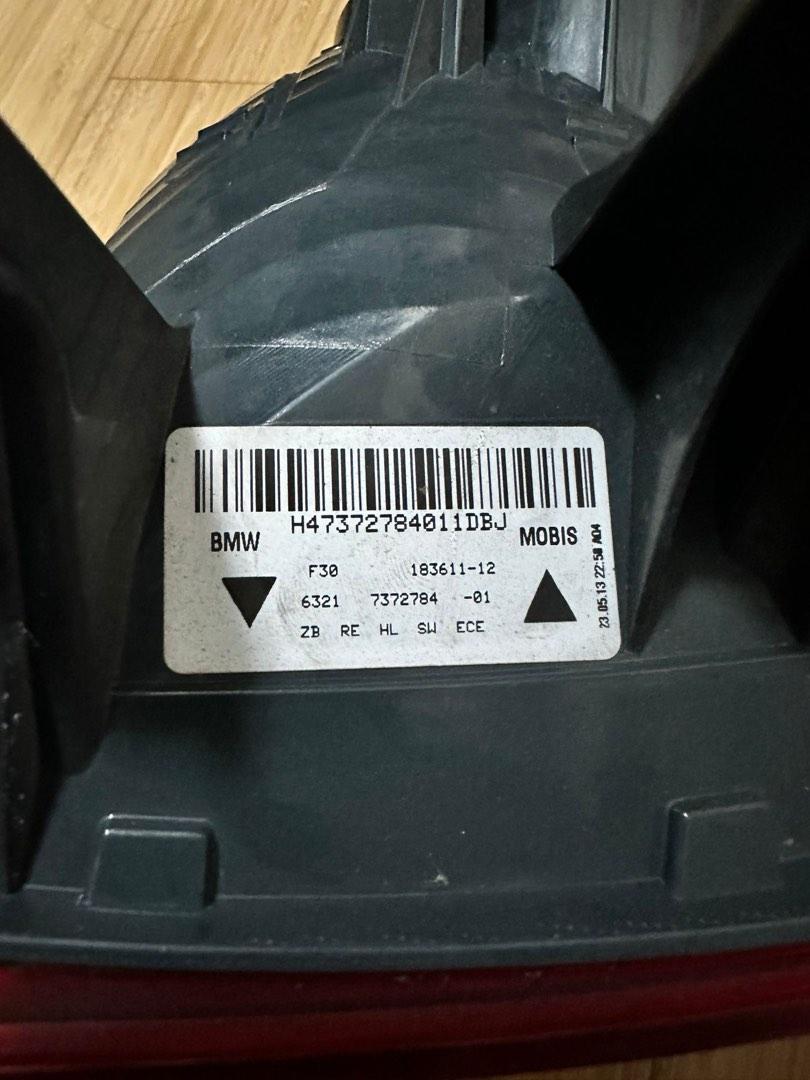 H47372784011DBJ
BMW MOBIS
F30 183611-12
6321 7372784 -01
ZB RE HL SW ECE
23.05.13 22:58 A04